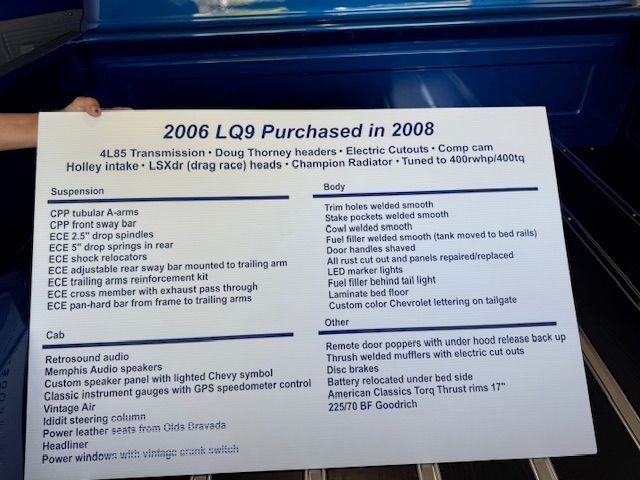 2006 LQ9 Purchased in 2008
4L85 Transmission • Doug Thorney headers • Electric Cutouts • Comp cam
Holley intake • LSXdr (drag race) heads • Champion Radiator • Tuned to 400rwhp/400tq
Suspension
CPP tubular A-arms
CPP front sway bar
ECE 2.5" drop spindles
ECE 5" drop springs in rear
ECE shock relocators
ECE adjustable rear sway bar mounted to trailing arm
ECE trailing arms reinforcement kit
ECE cross member with exhaust pass through
ECE pan-hard bar from frame to trailing arms
Cab
Retrosound audio
Memphis Audio speakers
Custom speaker panel with lighted Chevy symbol
Classic instrument gauges with GPS speedometer control
Vintage Air
Ididit steering column
Power leather seats from Olds Bravada
Headliner
Power windows with vintage crank switch
Body
Trim holes welded smooth
Stake pockets welded smooth
Cowl welded smooth
Fuel filler welded smooth (tank moved to bed rails)
Door handles shaved
All rust cut out and panels repaired/replaced
LED marker lights
Fuel filler behind tail light
Laminate bed floor
Custom color Chevrolet lettering on tailgate
Other
Remote door poppers with under hood release back up
Thrush welded mufflers with electric cut outs
Disc brakes
Battery relocated under bed side
American Classics Torq Thrust rims 17"
225/70 BF Goodrich